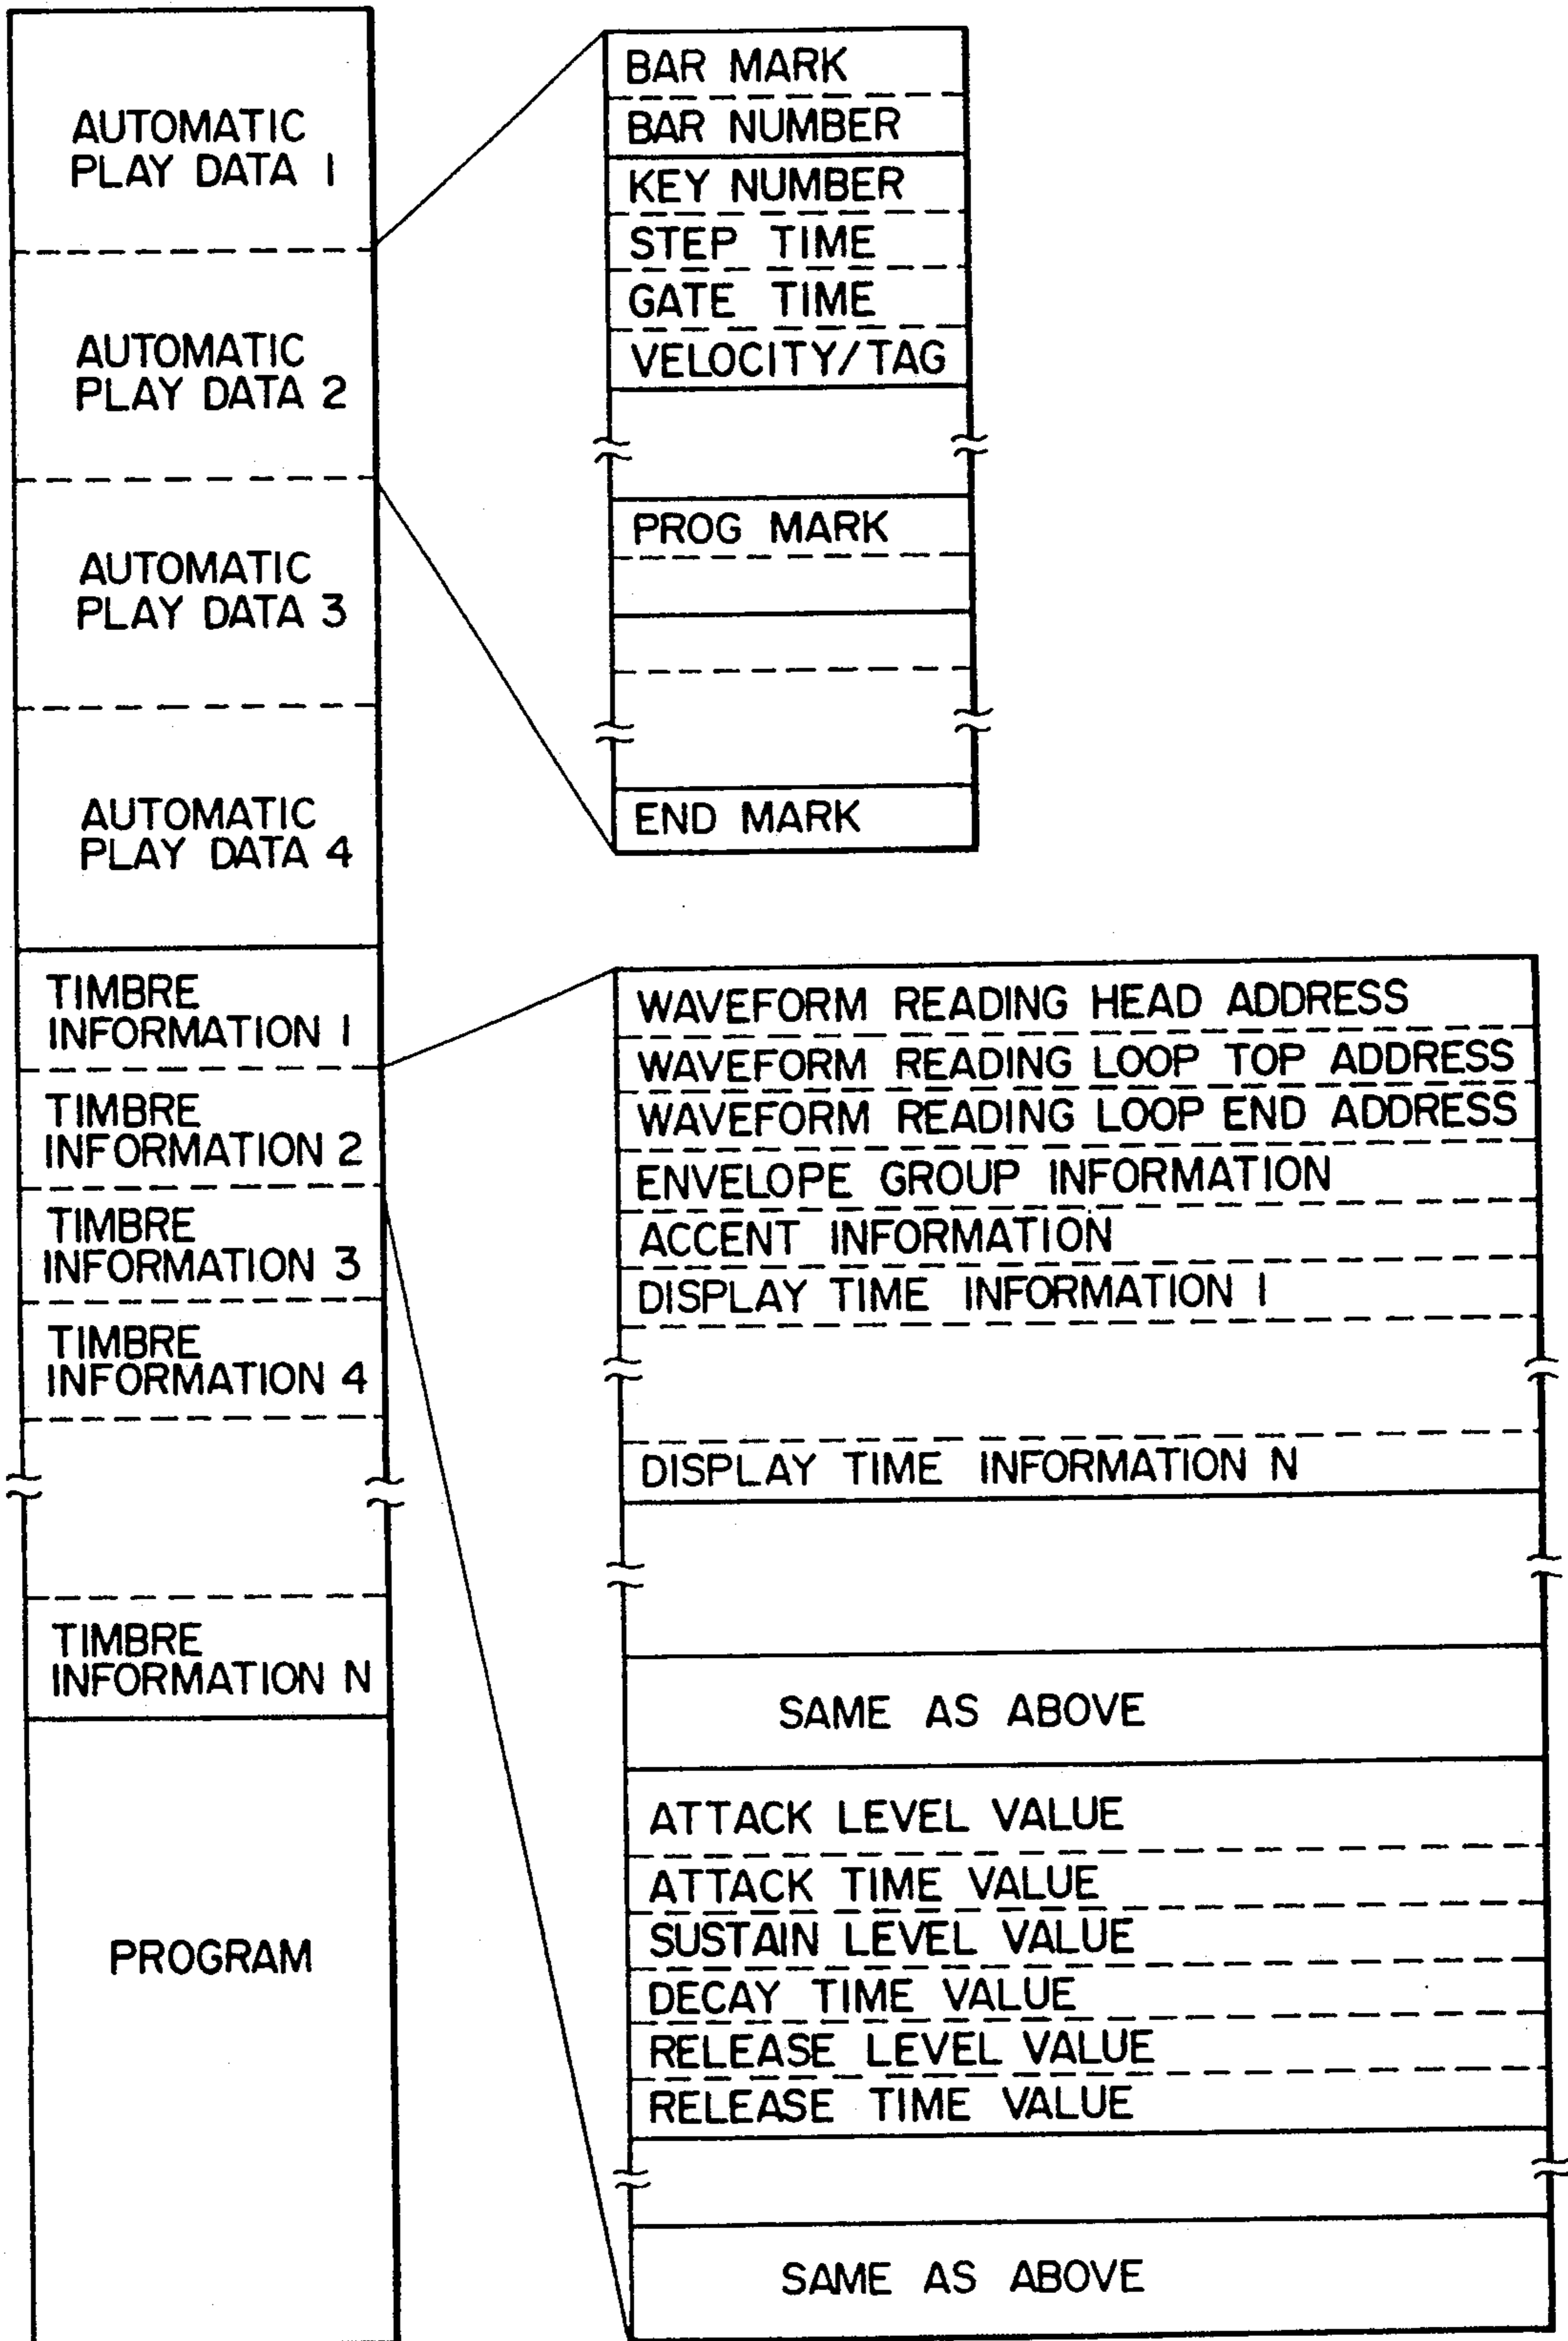 AUTOMATIC
PLAY DATA 1
AUTOMATIC
PLAY DATA 2
AUTOMATIC
PLAY DATA 3
AUTOMATIC
PLAY DATA 4
TIMBRE
INFORMATION 1
TIMBRE
INFORMATION 2
TIMBRE
INFORMATION 3
TIMBRE
INFORMATION 4
TIMBRE
INFORMATION N
PROGRAM
BAR MARK
BAR NUMBER
KEY NUMBER
STEP TIME
GATE TIME
VELOCITY/TAG
PROG MARK
END MARK
WAVEFORM READING HEAD ADDRESS
WAVEFORM READING LOOP TOP ADDRESS
WAVEFORM READING LOOP END ADDRESS
ENVELOPE GROUP INFORMATION
ACCENT INFORMATION
DISPLAY TIME INFORMATION 1
DISPLAY TIME INFORMATION N
SAME AS ABOVE
ATTACK LEVEL VALUE
ATTACK TIME VALUE
SUSTAIN LEVEL VALUE
DECAY TIME VALUE
RELEASE LEVEL VALUE
RELEASE TIME VALUE
SAME AS ABOVE